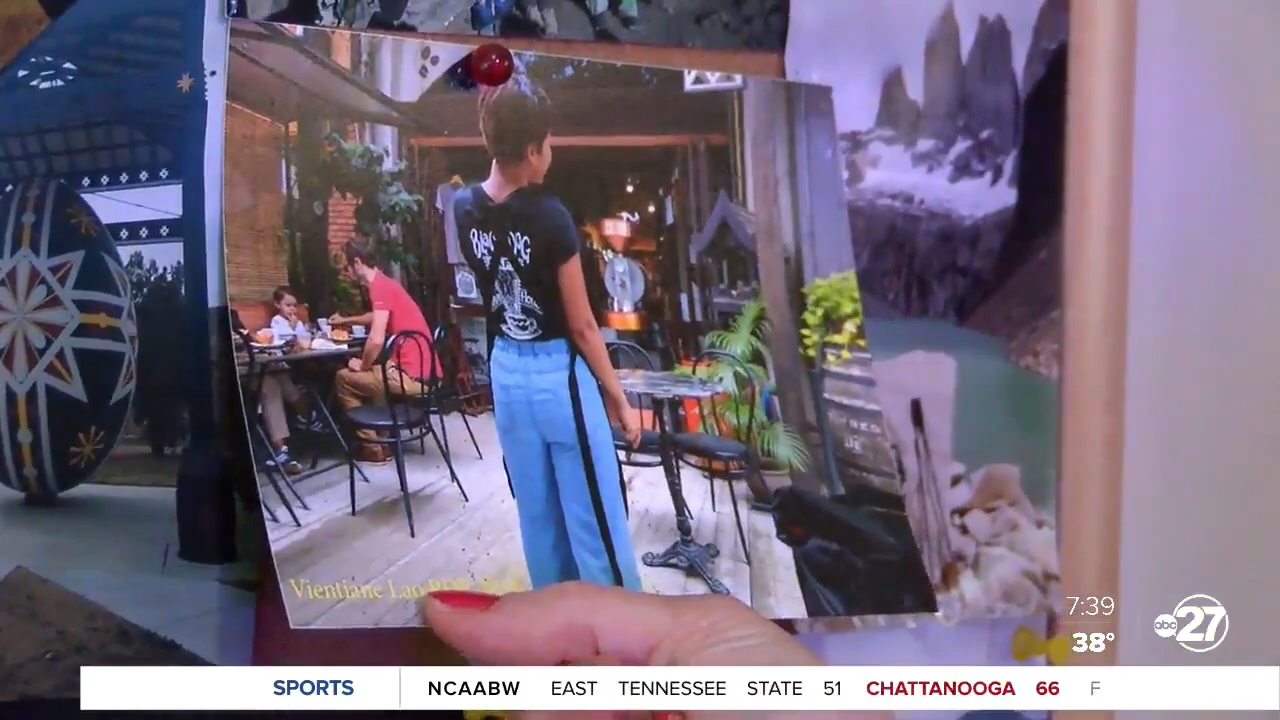 Vientiane Lao
7:39
38°
abc 27
SPORTS NCAABW EAST TENNESSEE STATE 51 CHATTANOOGA 66 F